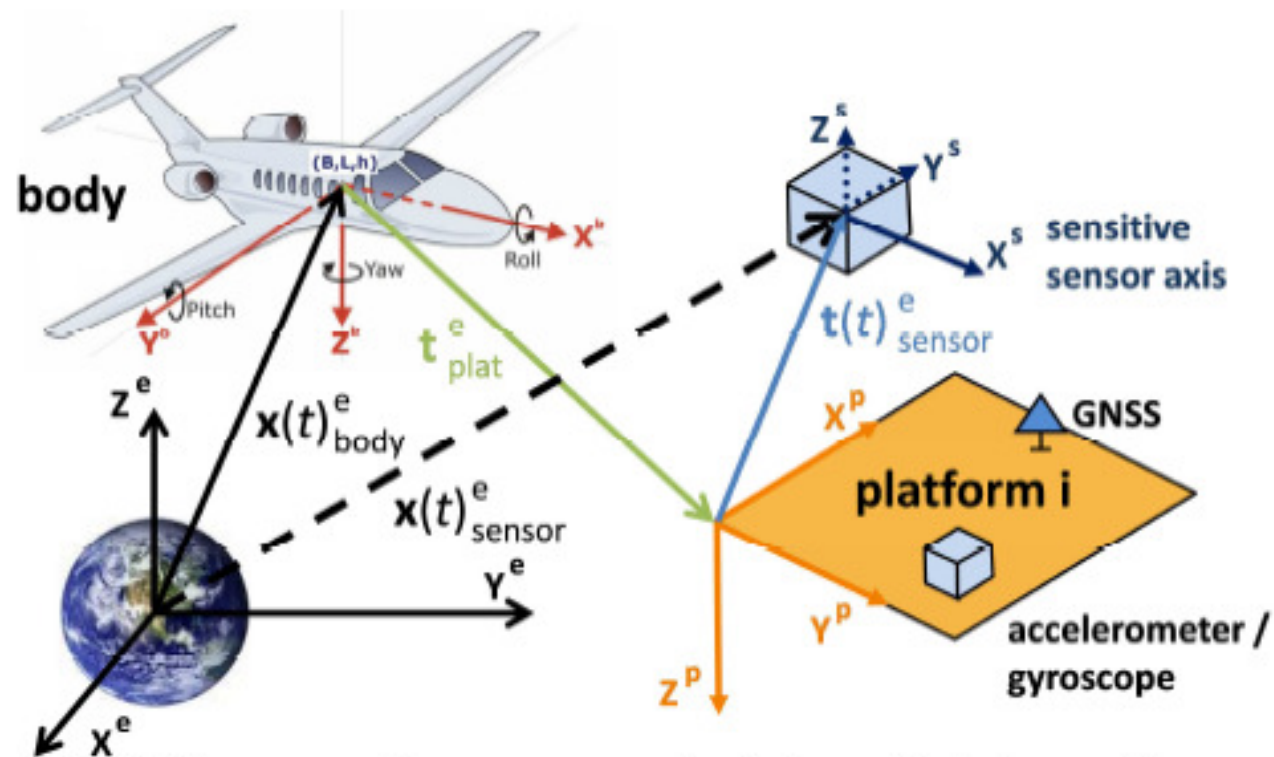 (B,L,h)
body
X^b
Roll
Yaw
Pitch
Y^b
Z^b
t^e_plat
Z^s
Y^s
X^s
sensitive
sensor axis
t(t)^e_sensor
Z^e
x(t)^e_body
x(t)^e_sensor
Y^e
X^e
X^p
GNSS
platform i
Y^p
Z^p
accelerometer /
gyroscope